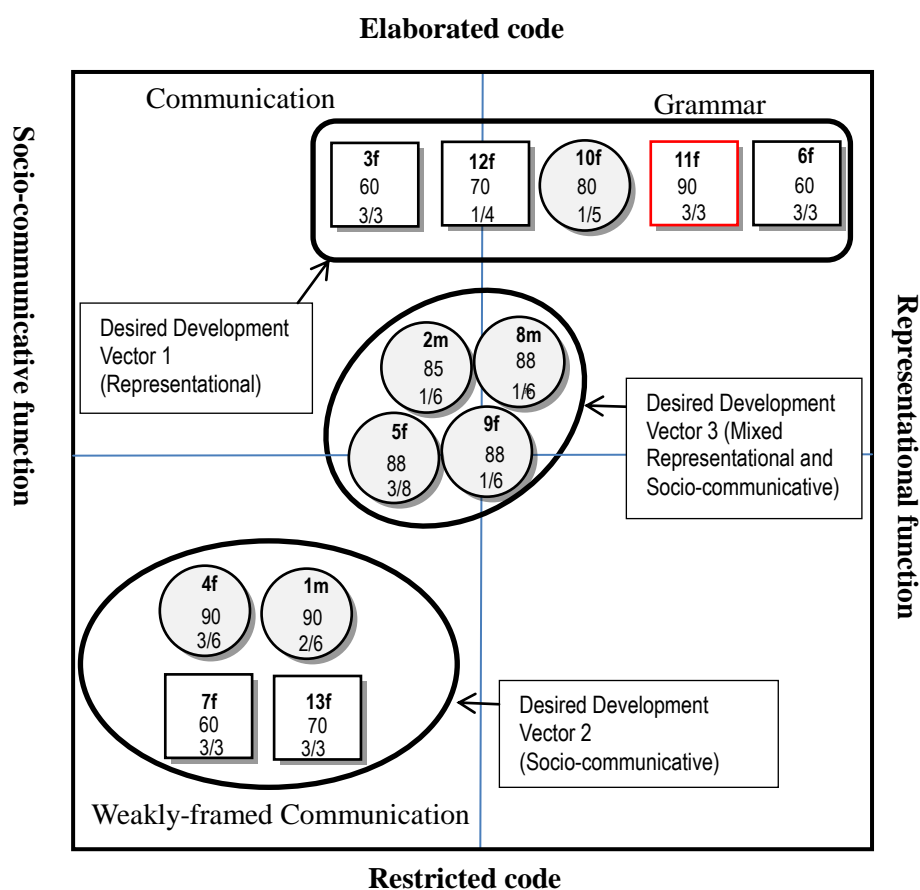 Elaborated code
Communication
Grammar
Socio-communicative function
Representational function
3f
60
3/3
12f
70
1/4
10f
80
1/5
11f
90
3/3
6f
60
3/3
Desired Development
Vector 1
(Representational)
2m
85
1/6
8m
88
1/6
5f
88
3/8
9f
88
1/6
Desired Development
Vector 3 (Mixed
Representational and
Socio-communicative)
4f
90
3/6
1m
90
2/6
7f
60
3/3
13f
70
3/3
Desired Development
Vector 2
(Socio-communicative)
Weakly-framed Communication
Restricted code